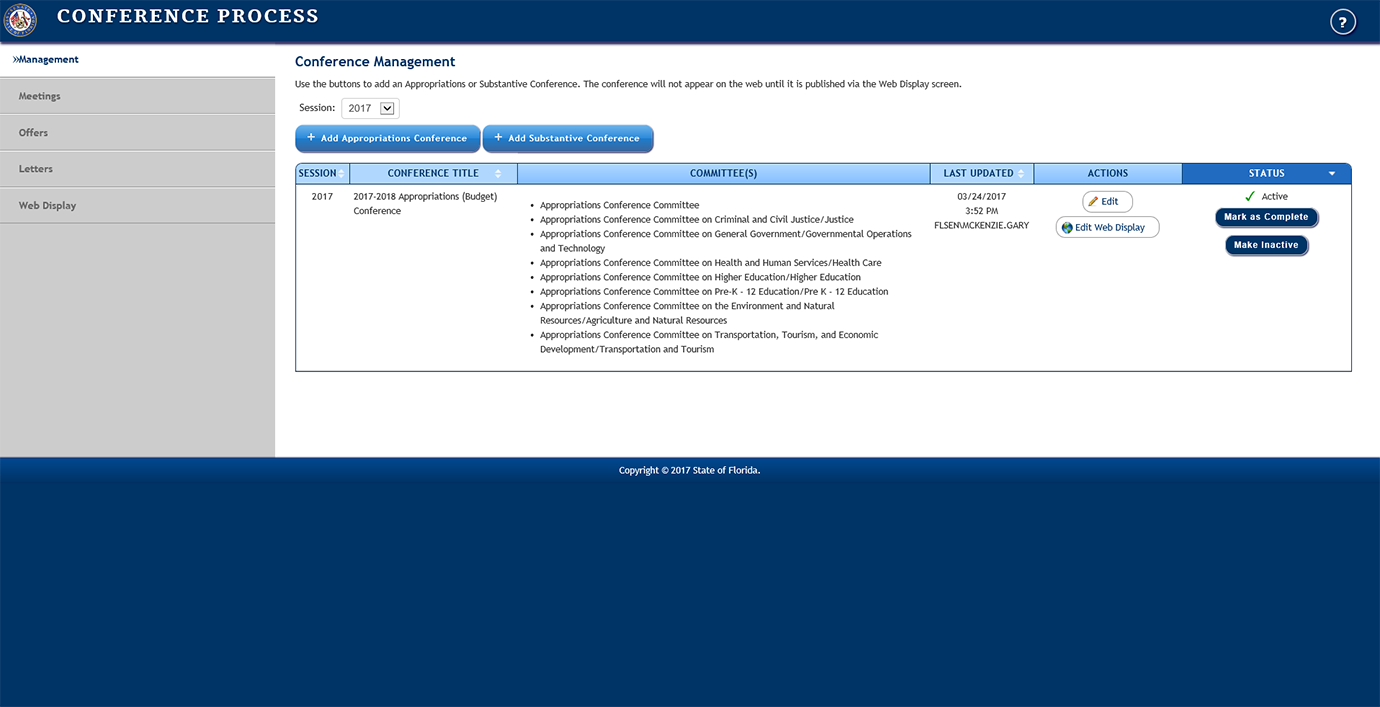 CONFERENCE PROCESS
?
»Management
Meetings
Offers
Letters
Web Display
Conference Management
Use the buttons to add an Appropriations or Substantive Conference. The conference will not appear on the web until it is published via the Web Display screen.
Session: 2017
+ Add Appropriations Conference + Add Substantive Conference
SESSION CONFERENCE TITLE COMMITTEE(S) LAST UPDATED ACTIONS STATUS
2017
2017-2018 Appropriations (Budget)
Conference
• Appropriations Conference Committee
• Appropriations Conference Committee on Criminal and Civil Justice/Justice
• Appropriations Conference Committee on General Government/Governmental Operations
and Technology
• Appropriations Conference Committee on Health and Human Services/Health Care
• Appropriations Conference Committee on Higher Education/Higher Education
• Appropriations Conference Committee on Pre-K - 12 Education/Pre K - 12 Education
• Appropriations Conference Committee on the Environment and Natural
Resources/Agriculture and Natural Resources
• Appropriations Conference Committee on Transportation, Tourism, and Economic
Development/Transportation and Tourism
03/24/2017
3:52 PM
FLSEN\MCKENZIE.GARY
Edit
Edit Web Display
Active
Mark as Complete
Make Inactive
Copyright © 2017 State of Florida.